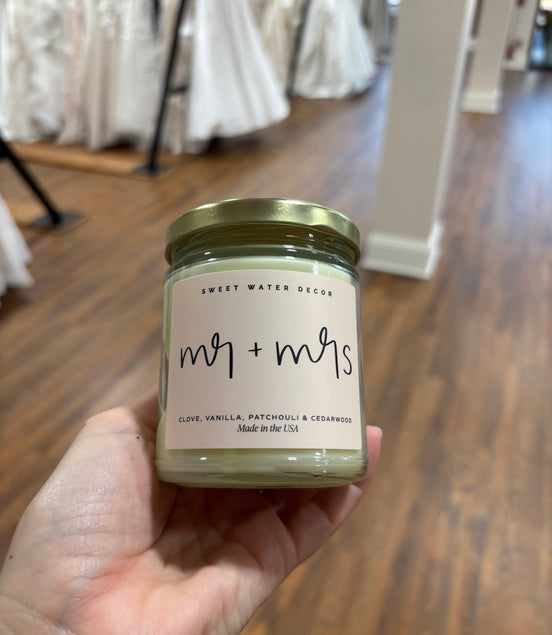 SWEET WATER DECOR
mr + mrs
CLOVE, VANILLA, PATCHOULI & CEDARWOOD
Made in the USA